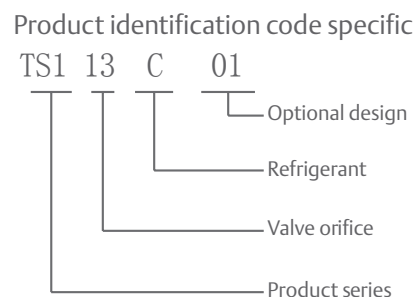 Product identification code specific
TS1 13 C 01
Optional design
Refrigerant
Valve orifice
Product series